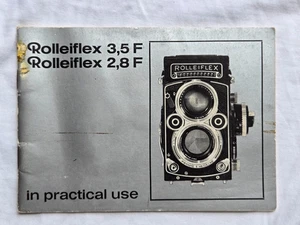 Rolleiflex 3,5 F
Rolleiflex 2,8 F
ROLLEIFLEX
in practical use